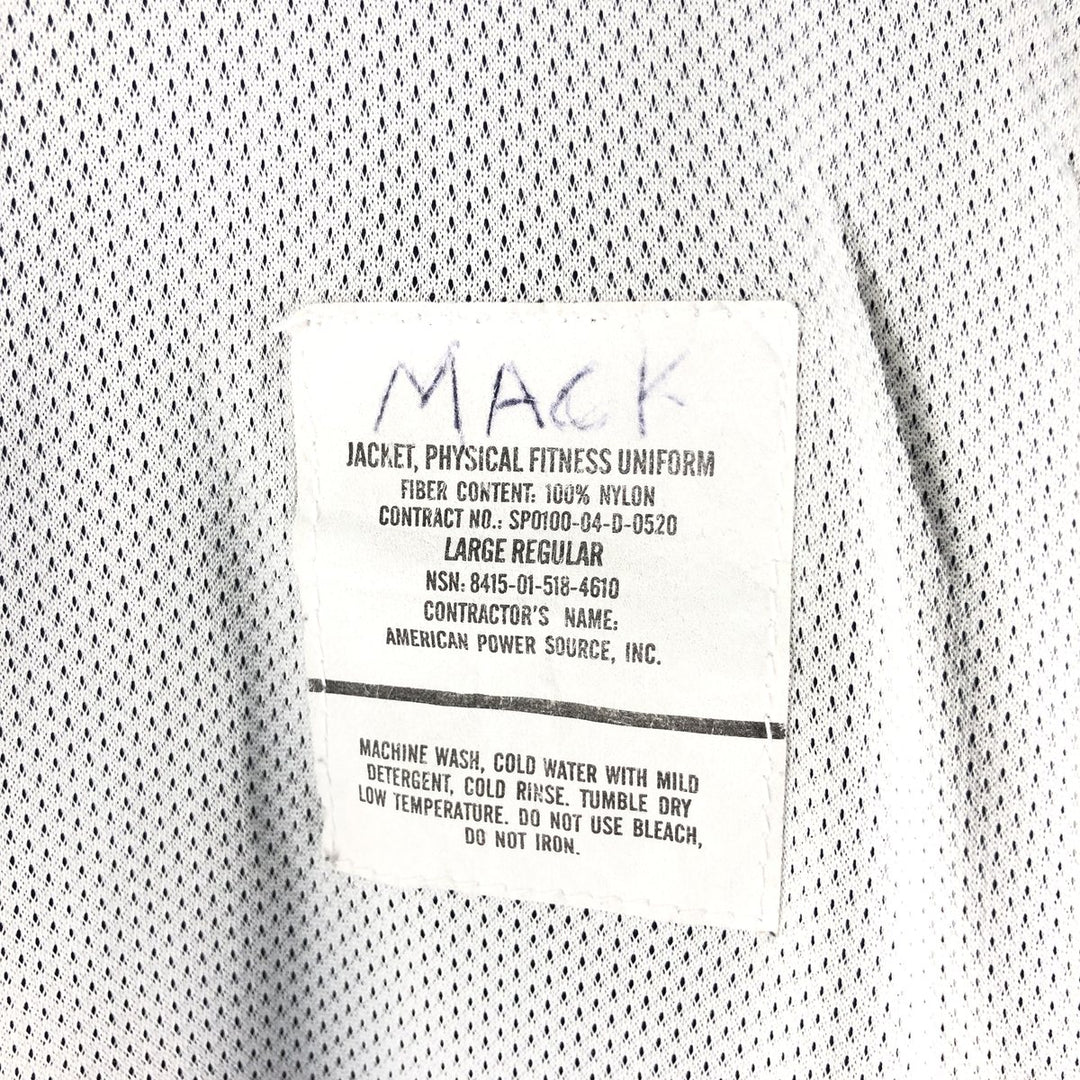 MACK
JACKET, PHYSICAL FITNESS UNIFORM
FIBER CONTENT: 100% NYLON
CONTRACT NO.: SPO100-04-D-0520
LARGE REGULAR
NSN: 8415-01-518-4610
CONTRACTOR'S NAME:
AMERICAN POWER SOURCE, INC.
MACHINE WASH, COLD WATER WITH MILD
DETERGENT, COLD RINSE. TUMBLE DRY
LOW TEMPERATURE. DO NOT USE BLEACH,
DO NOT IRON.